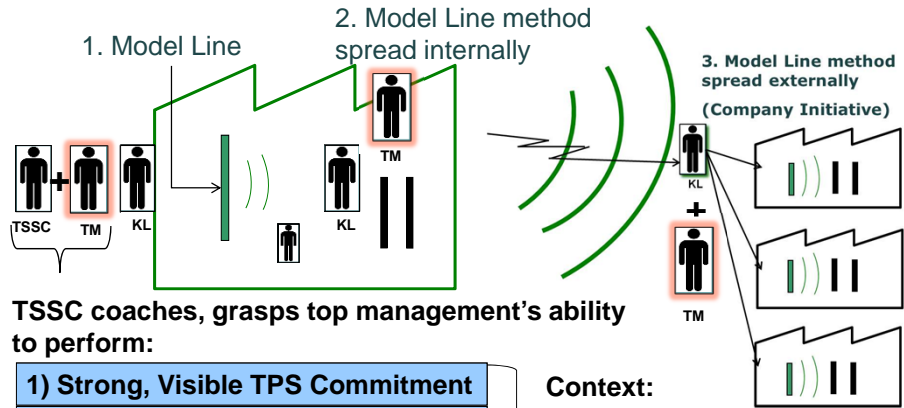 1. Model Line
2. Model Line method
spread internally
3. Model Line method
spread externally
(Company Initiative)
TM
TSSC
TM
KL
KL
KL
TM
TSSC coaches, grasps top management's ability
to perform:
1) Strong, Visible TPS Commitment
Context: